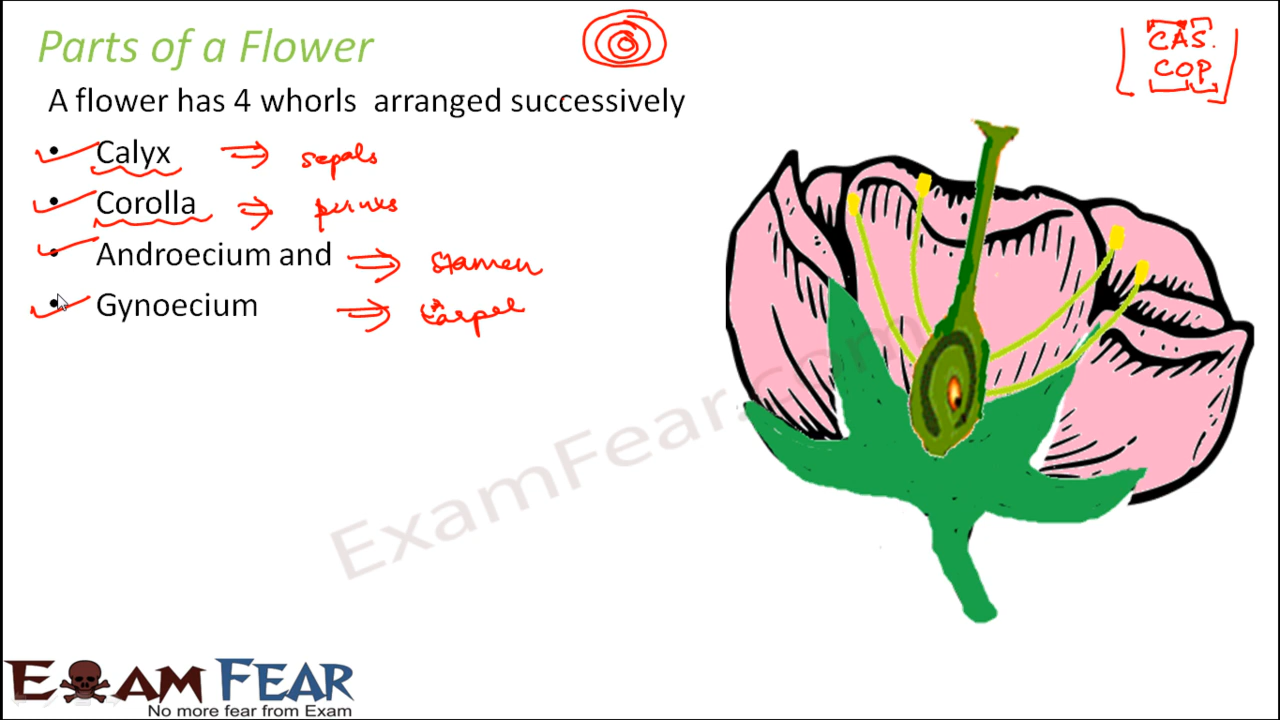 Parts of a Flower
CAS.
COP
A flower has 4 whorls arranged successively
• Calyx ⇒ sepals
• Corolla ⇒
• Androecium and ⇒ Stamen
• Gynoecium ⇒ Carpel
ExamFear.com
EXAM FEAR
No more fear from Exam